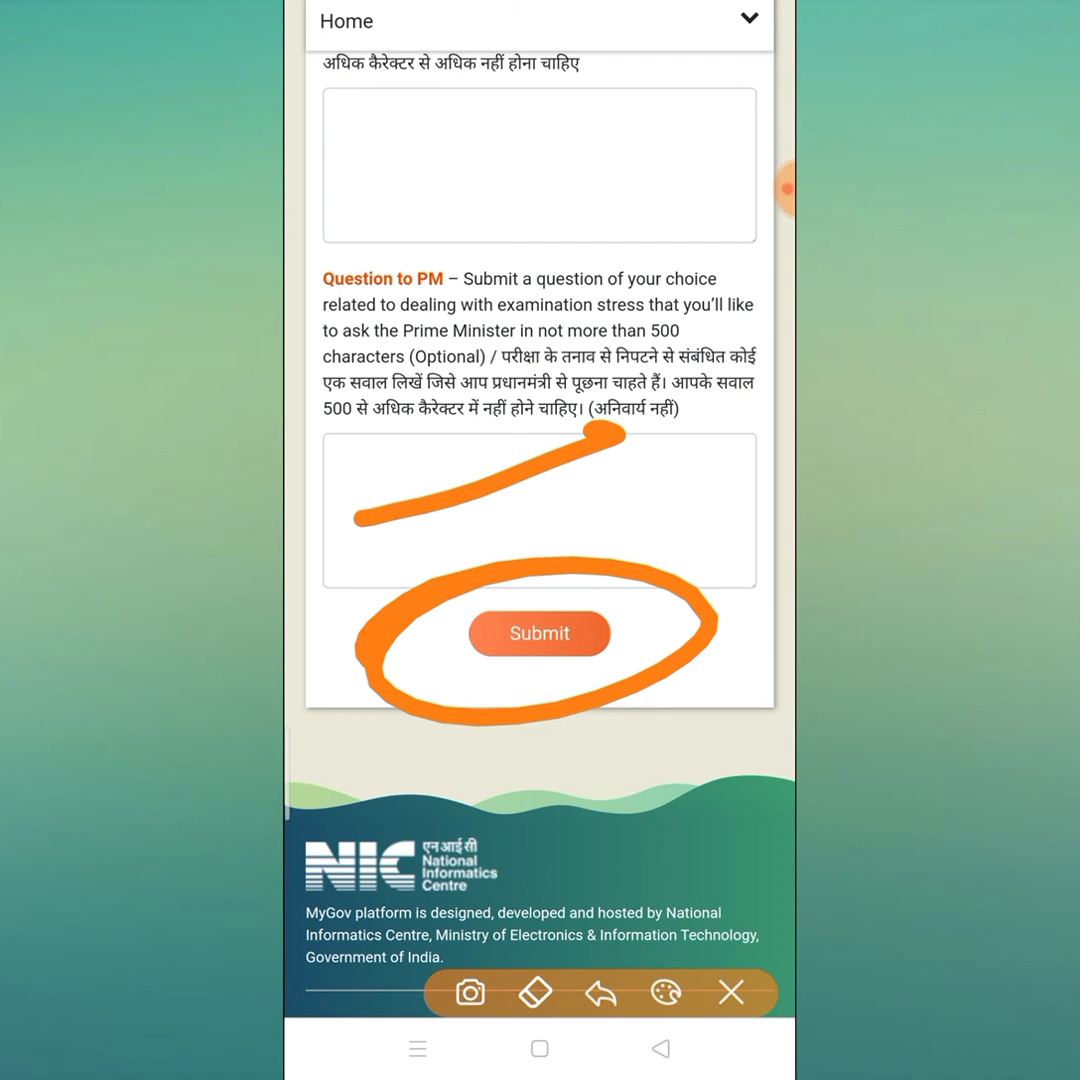 Home
अधिक कैरेक्टर से अधिक नहीं होना चाहिए
Question to PM – Submit a question of your choice
related to dealing with examination stress that you’ll like
to ask the Prime Minister in not more than 500
characters (Optional) / परीक्षा के तनाव से निपटने से संबंधित कोई
एक सवाल लिखें जिसे आप प्रधानमंत्री से पूछना चाहते हैं। आपके सवाल
500 से अधिक कैरेक्टर में नहीं होने चाहिए। (अनिवार्य नहीं)
Submit
NIC
एन आई सी
National
Informatics
Centre
MyGov platform is designed, developed and hosted by National
Informatics Centre, Ministry of Electronics & Information Technology,
Government of India.